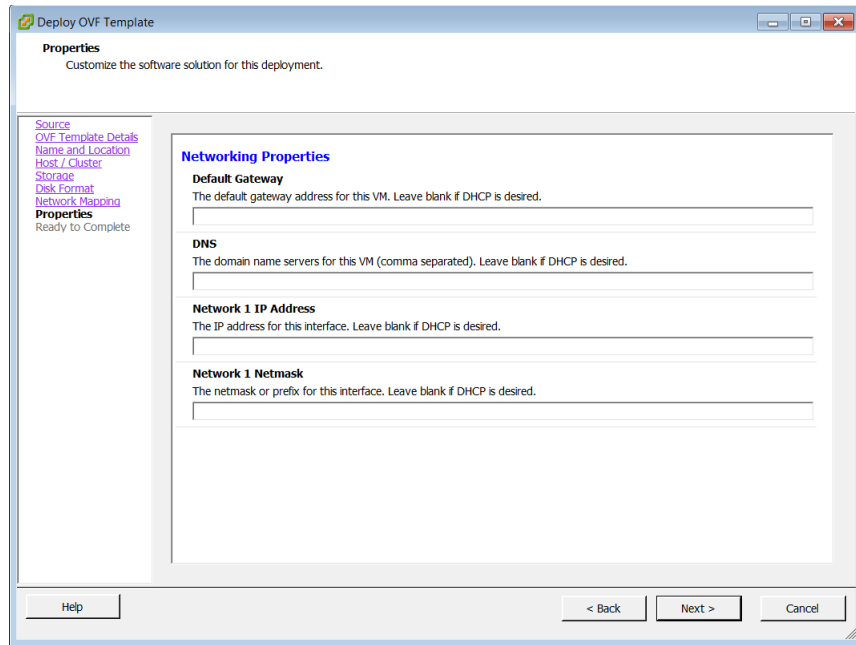 Deploy OVF Template
Properties
Customize the software solution for this deployment.
Source
OVF Template Details
Name and Location
Host / Cluster
Storage
Disk Format
Network Mapping
Properties
Ready to Complete
Networking Properties
Default Gateway
The default gateway address for this VM. Leave blank if DHCP is desired.
DNS
The domain name servers for this VM (comma separated). Leave blank if DHCP is desired.
Network 1 IP Address
The IP address for this interface. Leave blank if DHCP is desired.
Network 1 Netmask
The netmask or prefix for this interface. Leave blank if DHCP is desired.
Help
< Back
Next >
Cancel